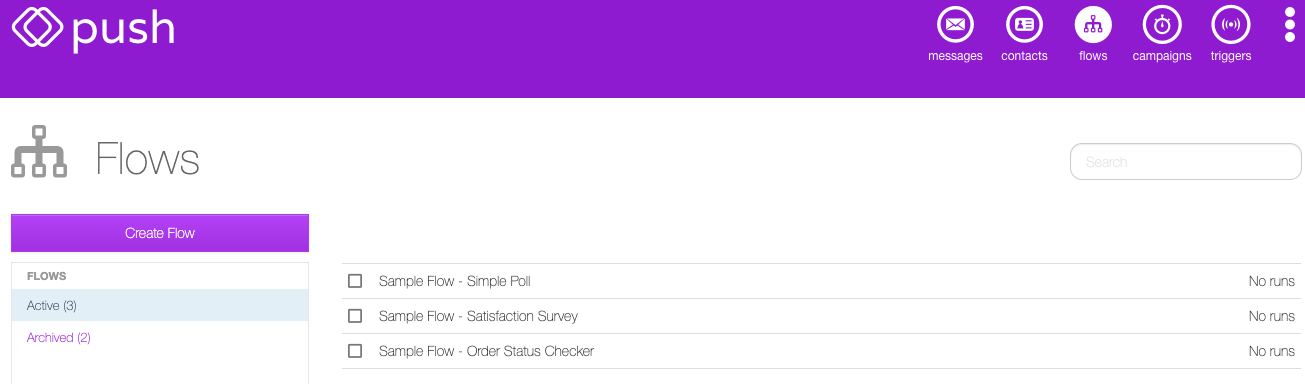 push
messages contacts flows campaigns triggers
Flows
Search
Create Flow
FLOWS
Active (3)
Archived (2)
Sample Flow - Simple Poll No runs
Sample Flow - Satisfaction Survey No runs
Sample Flow - Order Status Checker No runs